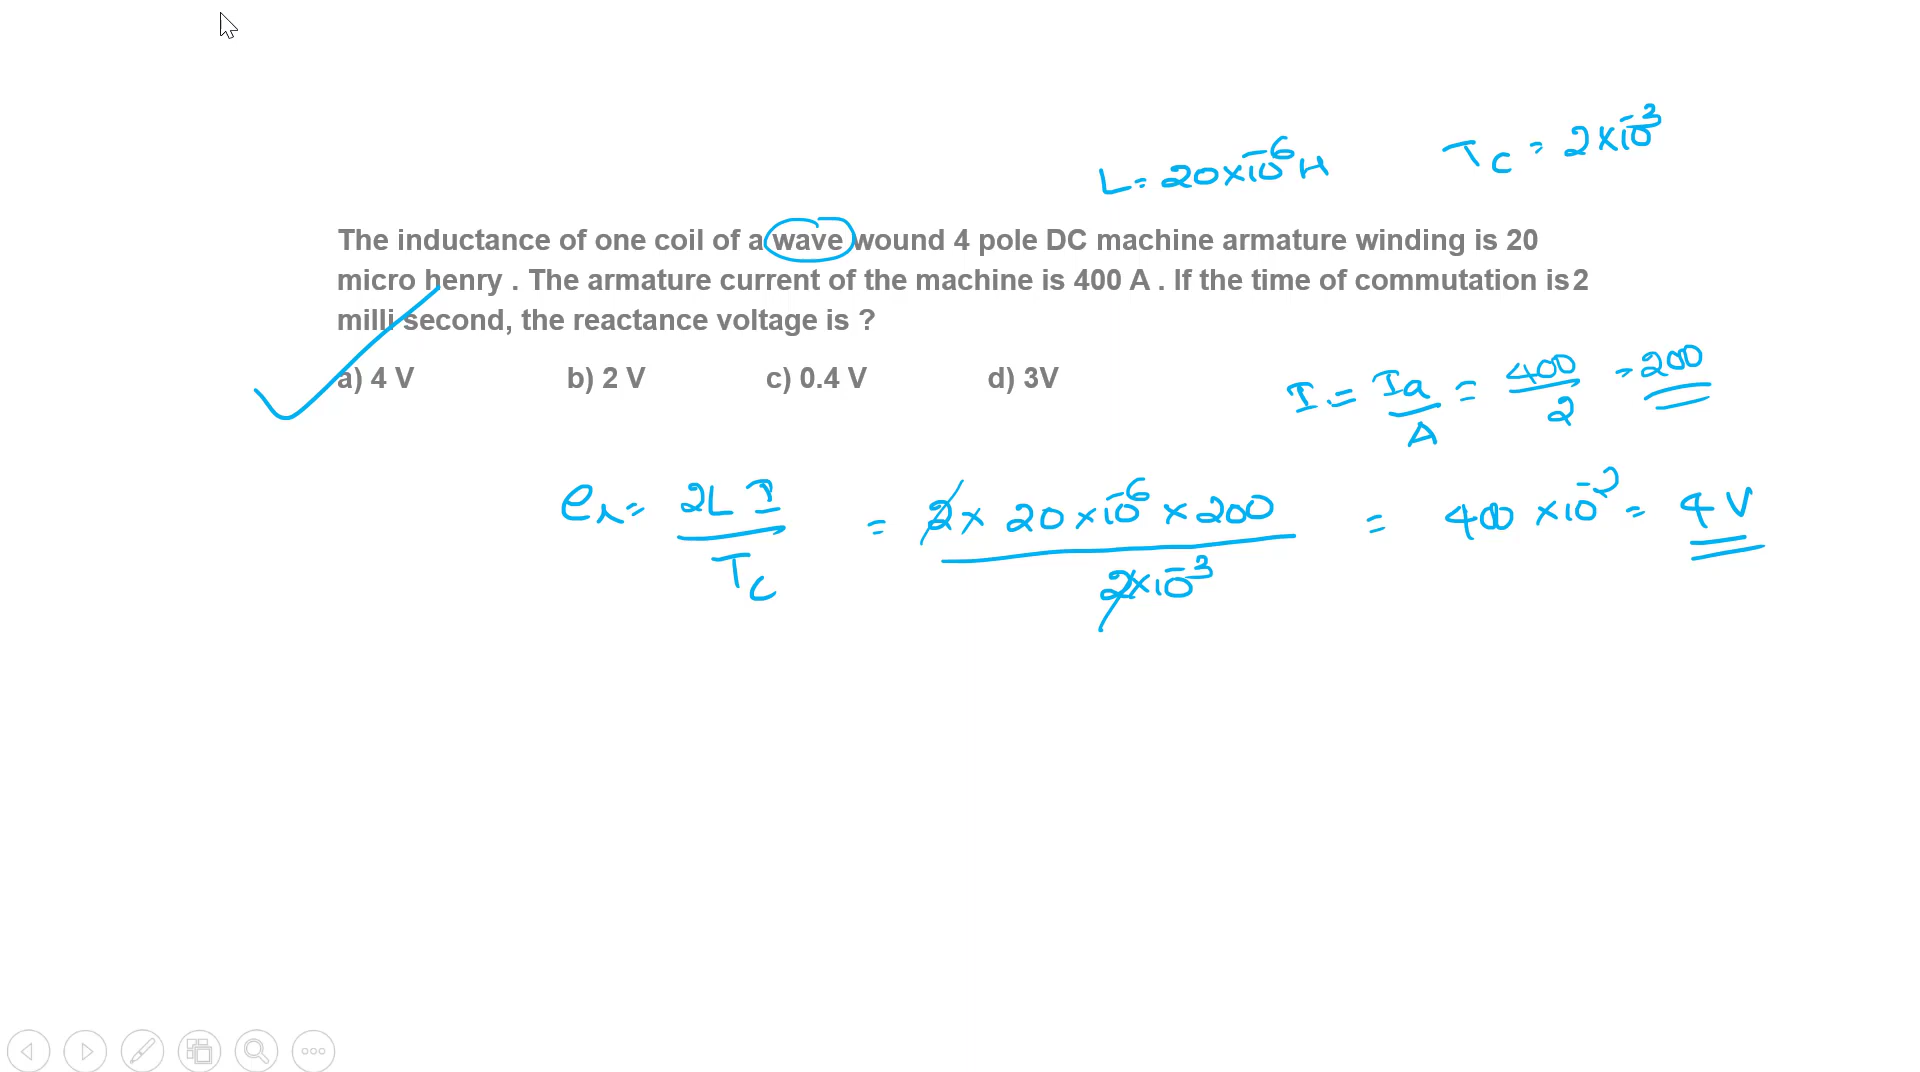 L = 20×10⁻⁶ H    T_C = 2×10⁻³
The inductance of one coil of a wave wound 4 pole DC machine armature winding is 20
micro henry . The armature current of the machine is 400 A . If the time of commutation is 2
milli second, the reactance voltage is ?
a) 4 V    b) 2 V    c) 0.4 V    d) 3V
I = Ia/A = 400/2 = 200
e_r = 2LI/T_C = 2× 20×10⁻⁶ × 200 / 2×10⁻³ = 400 ×10⁻² = 4 V